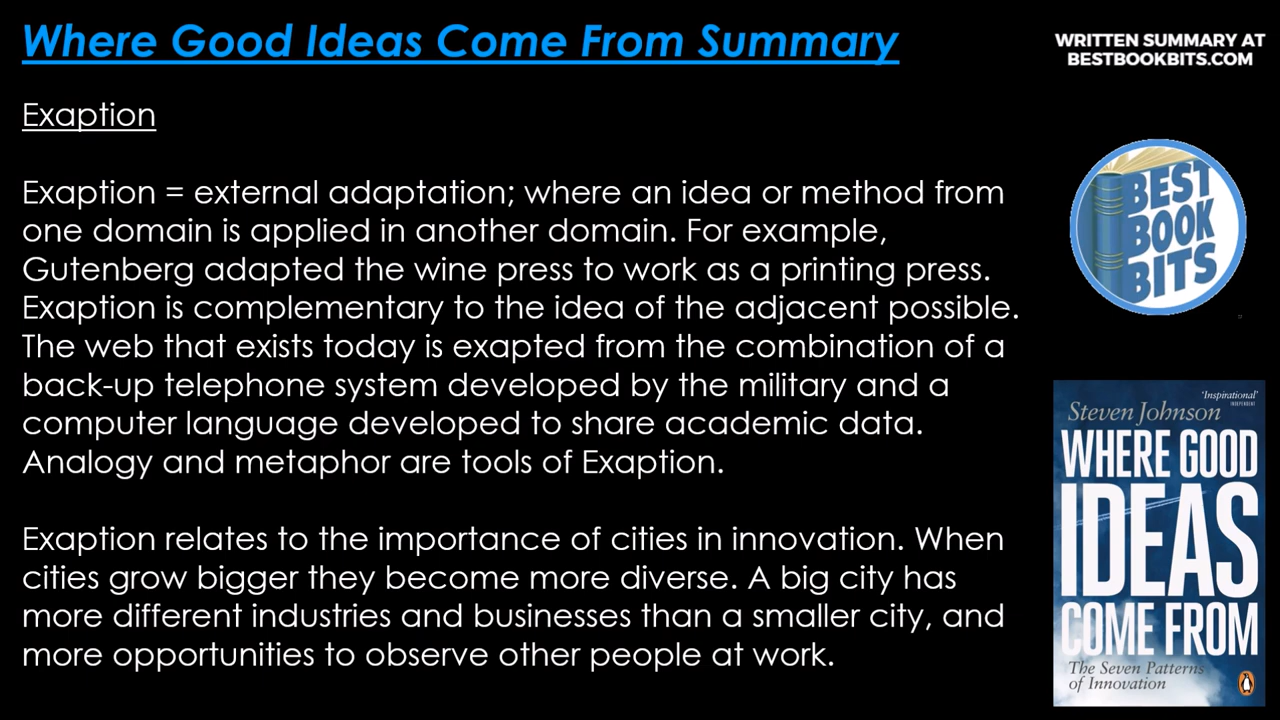 Where Good Ideas Come From Summary
WRITTEN SUMMARY AT
BESTBOOKBITS.COM
Exaption
Exaption = external adaptation; where an idea or method from
one domain is applied in another domain. For example,
Gutenberg adapted the wine press to work as a printing press.
Exaption is complementary to the idea of the adjacent possible.
The web that exists today is exapted from the combination of a
back-up telephone system developed by the military and a
computer language developed to share academic data.
Analogy and metaphor are tools of Exaption.
Exaption relates to the importance of cities in innovation. When
cities grow bigger they become more diverse. A big city has
more different industries and businesses than a smaller city, and
more opportunities to observe other people at work.
BEST
BOOK
BITS
'Inspirational'
INDEPENDENT
Steven Johnson
WHERE GOOD
IDEAS
COME FROM
The Seven Patterns
of Innovation